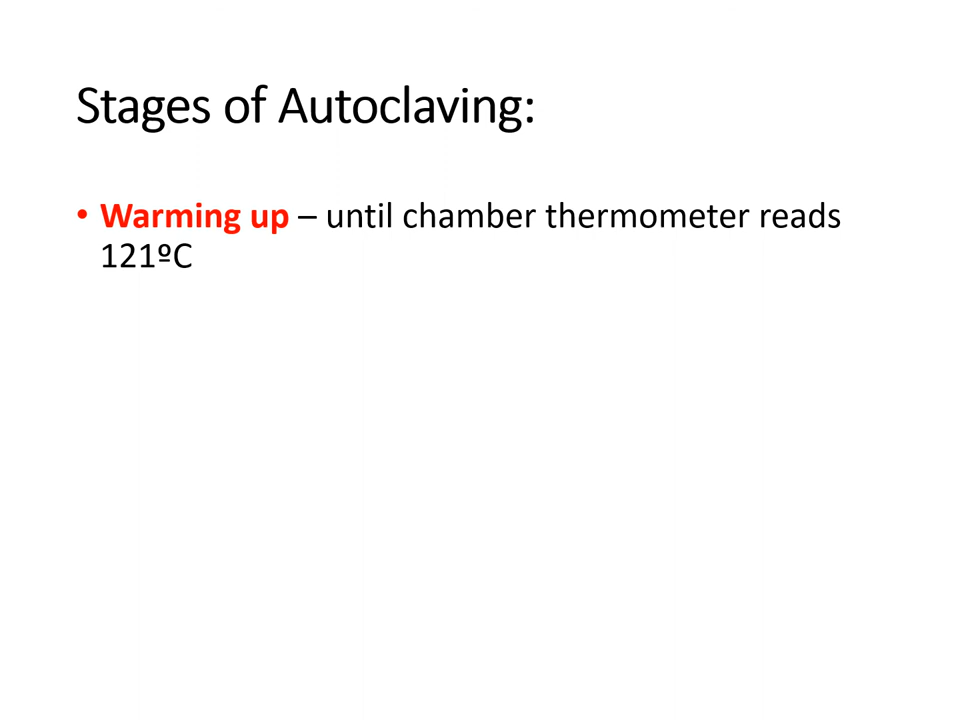 Stages of Autoclaving:
• Warming up – until chamber thermometer reads
121ºC